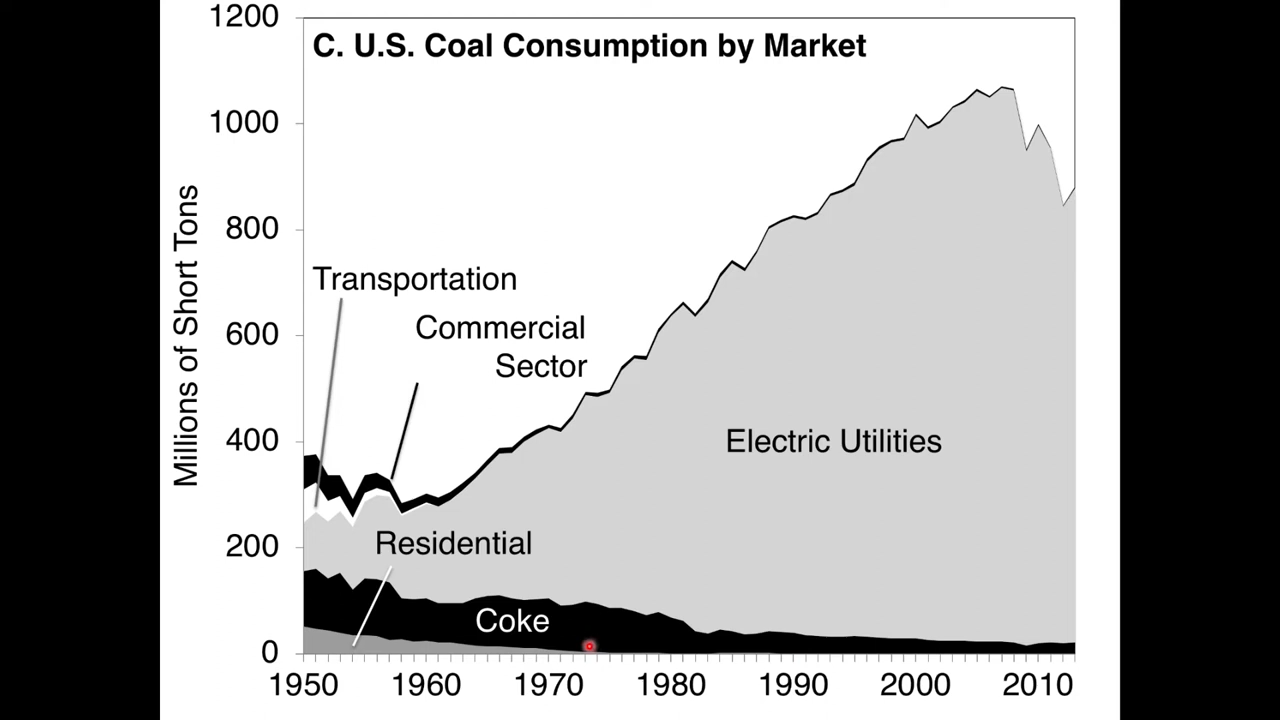 C. U.S. Coal Consumption by Market
Millions of Short Tons
1200
1000
800
600
400
200
0
Transportation
Commercial
Sector
Electric Utilities
Residential
Coke
1950 1960 1970 1980 1990 2000 2010